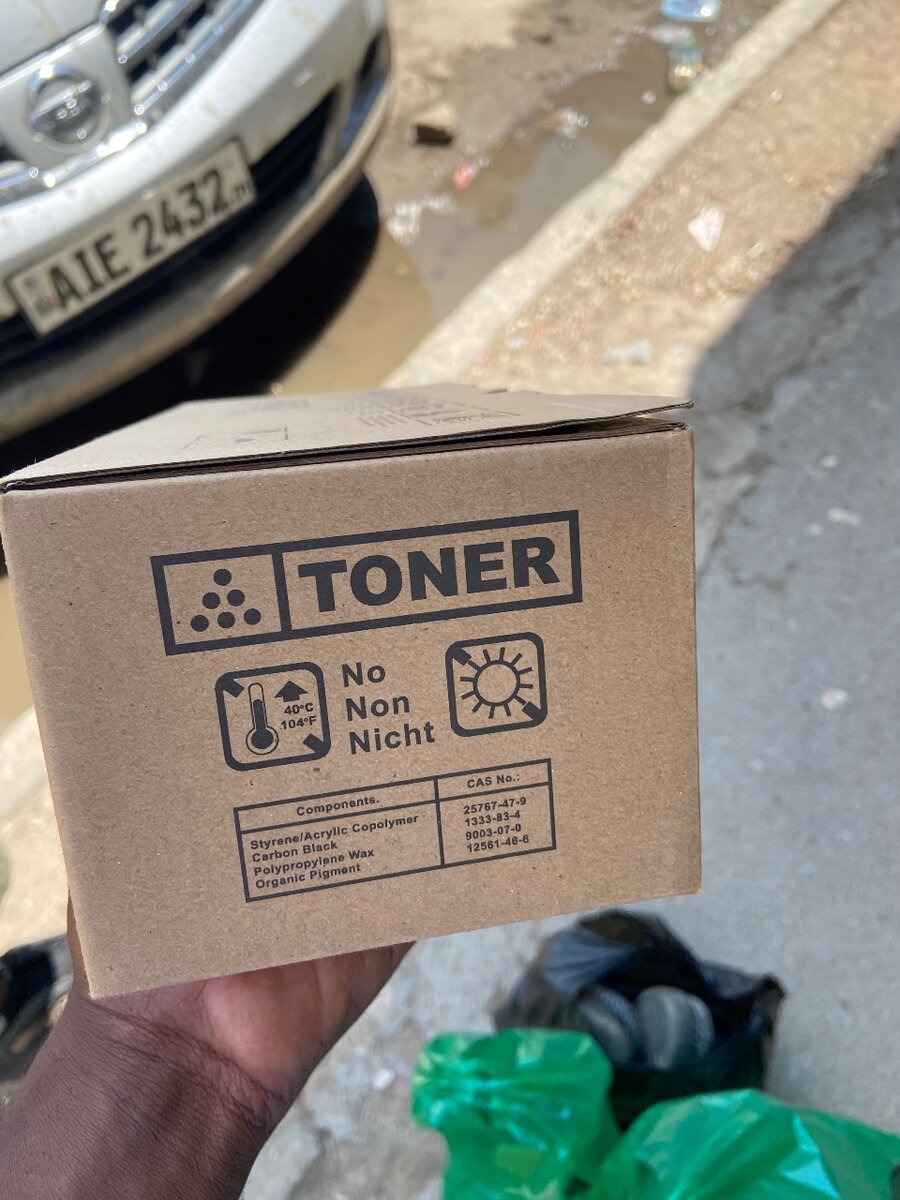 AIE 2432
TONER
40°C
104°F
No
Non
Nicht
Components.
CAS No.:
Styrene/Acrylic Copolymer
25767-47-9
Carbon Black
1333-83-4
Polypropylene Wax
9003-07-0
Organic Pigment
12561-46-6